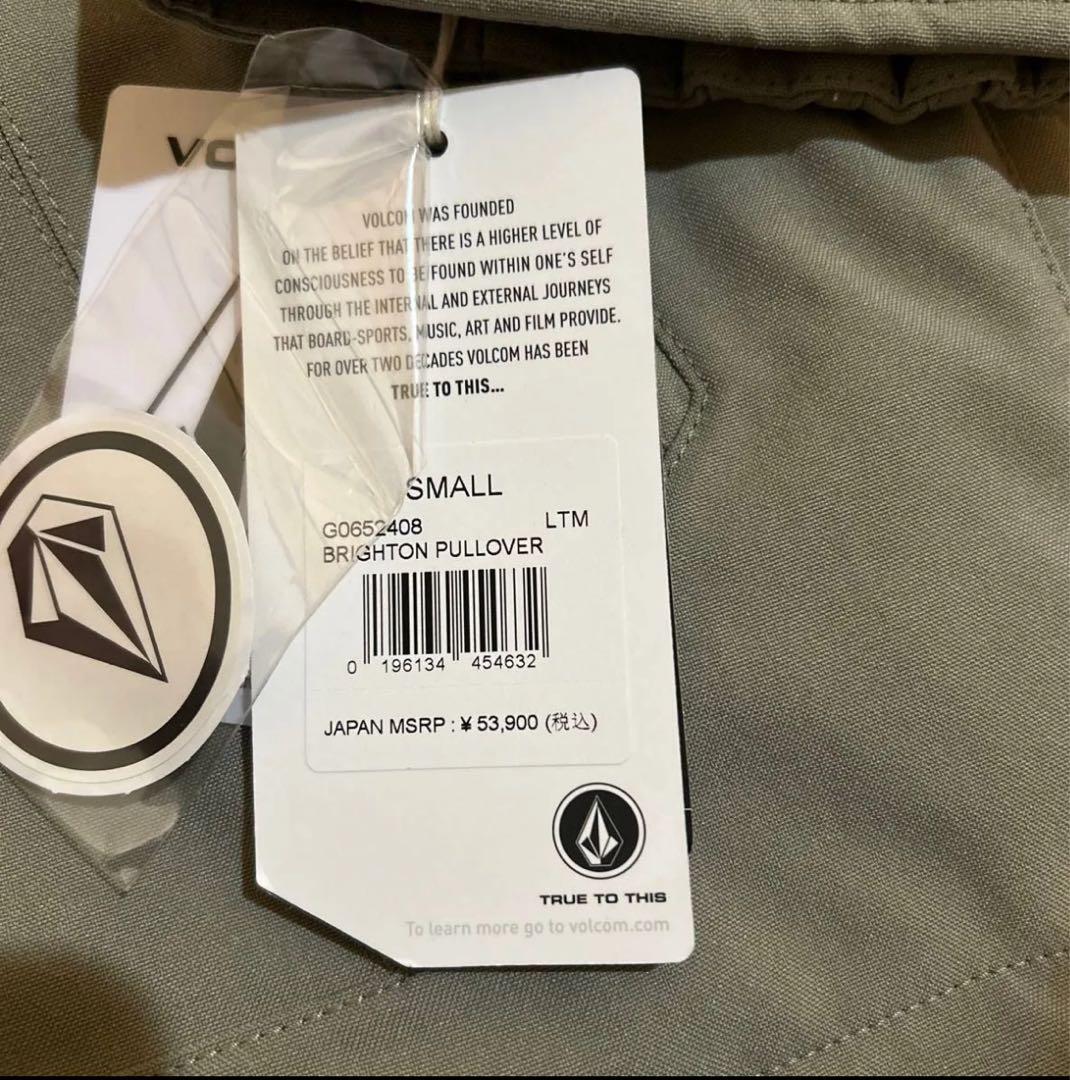 VC
VOLCOM WAS FOUNDED
ON THE BELIEF THAT THERE IS A HIGHER LEVEL OF
CONSCIOUSNESS TO BE FOUND WITHIN ONE'S SELF
THROUGH THE INTERNAL AND EXTERNAL JOURNEYS
THAT BOARD-SPORTS, MUSIC, ART AND FILM PROVIDE.
FOR OVER TWO DECADES VOLCOM HAS BEEN
TRUE TO THIS...
SMALL
G0652408 LTM
BRIGHTON PULLOVER
0 196134 454632
JAPAN MSRP : ¥ 53,900 (税込)
TRUE TO THIS
To learn more go to volcom.com